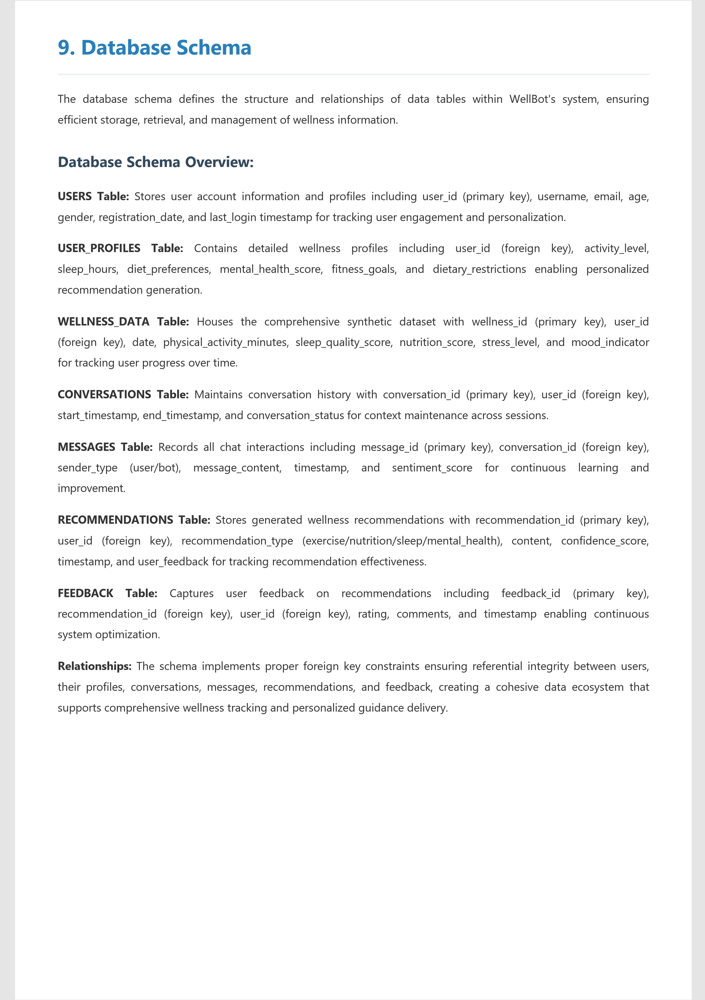 9. Database Schema
The database schema defines the structure and relationships of data tables within WellBot's system, ensuring
efficient storage, retrieval, and management of wellness information.
Database Schema Overview:
USERS Table: Stores user account information and profiles including user_id (primary key), username, email, age,
gender, registration_date, and last_login timestamp for tracking user engagement and personalization.
USER_PROFILES Table: Contains detailed wellness profiles including user_id (foreign key), activity_level,
sleep_hours, diet_preferences, mental_health_score, fitness_goals, and dietary_restrictions enabling personalized
recommendation generation.
WELLNESS_DATA Table: Houses the comprehensive synthetic dataset with wellness_id (primary key), user_id
(foreign key), date, physical_activity_minutes, sleep_quality_score, nutrition_score, stress_level, and mood_indicator
for tracking user progress over time.
CONVERSATIONS Table: Maintains conversation history with conversation_id (primary key), user_id (foreign key),
start_timestamp, end_timestamp, and conversation_status for context maintenance across sessions.
MESSAGES Table: Records all chat interactions including message_id (primary key), conversation_id (foreign key),
sender_type (user/bot), message_content, timestamp, and sentiment_score for continuous learning and
improvement.
RECOMMENDATIONS Table: Stores generated wellness recommendations with recommendation_id (primary key),
user_id (foreign key), recommendation_type (exercise/nutrition/sleep/mental_health), content, confidence_score,
timestamp, and user_feedback for tracking recommendation effectiveness.
FEEDBACK Table: Captures user feedback on recommendations including feedback_id (primary key),
recommendation_id (foreign key), user_id (foreign key), rating, comments, and timestamp enabling continuous
system optimization.
Relationships: The schema implements proper foreign key constraints ensuring referential integrity between users,
their profiles, conversations, messages, recommendations, and feedback, creating a cohesive data ecosystem that
supports comprehensive wellness tracking and personalized guidance delivery.